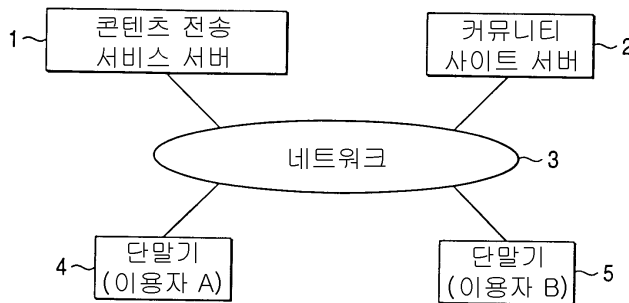 1
콘텐츠 전송
서비스 서버
커뮤니티
사이트 서버
2
네트워크
3
4
단말기
(이용자 A)
단말기
(이용자 B)
5